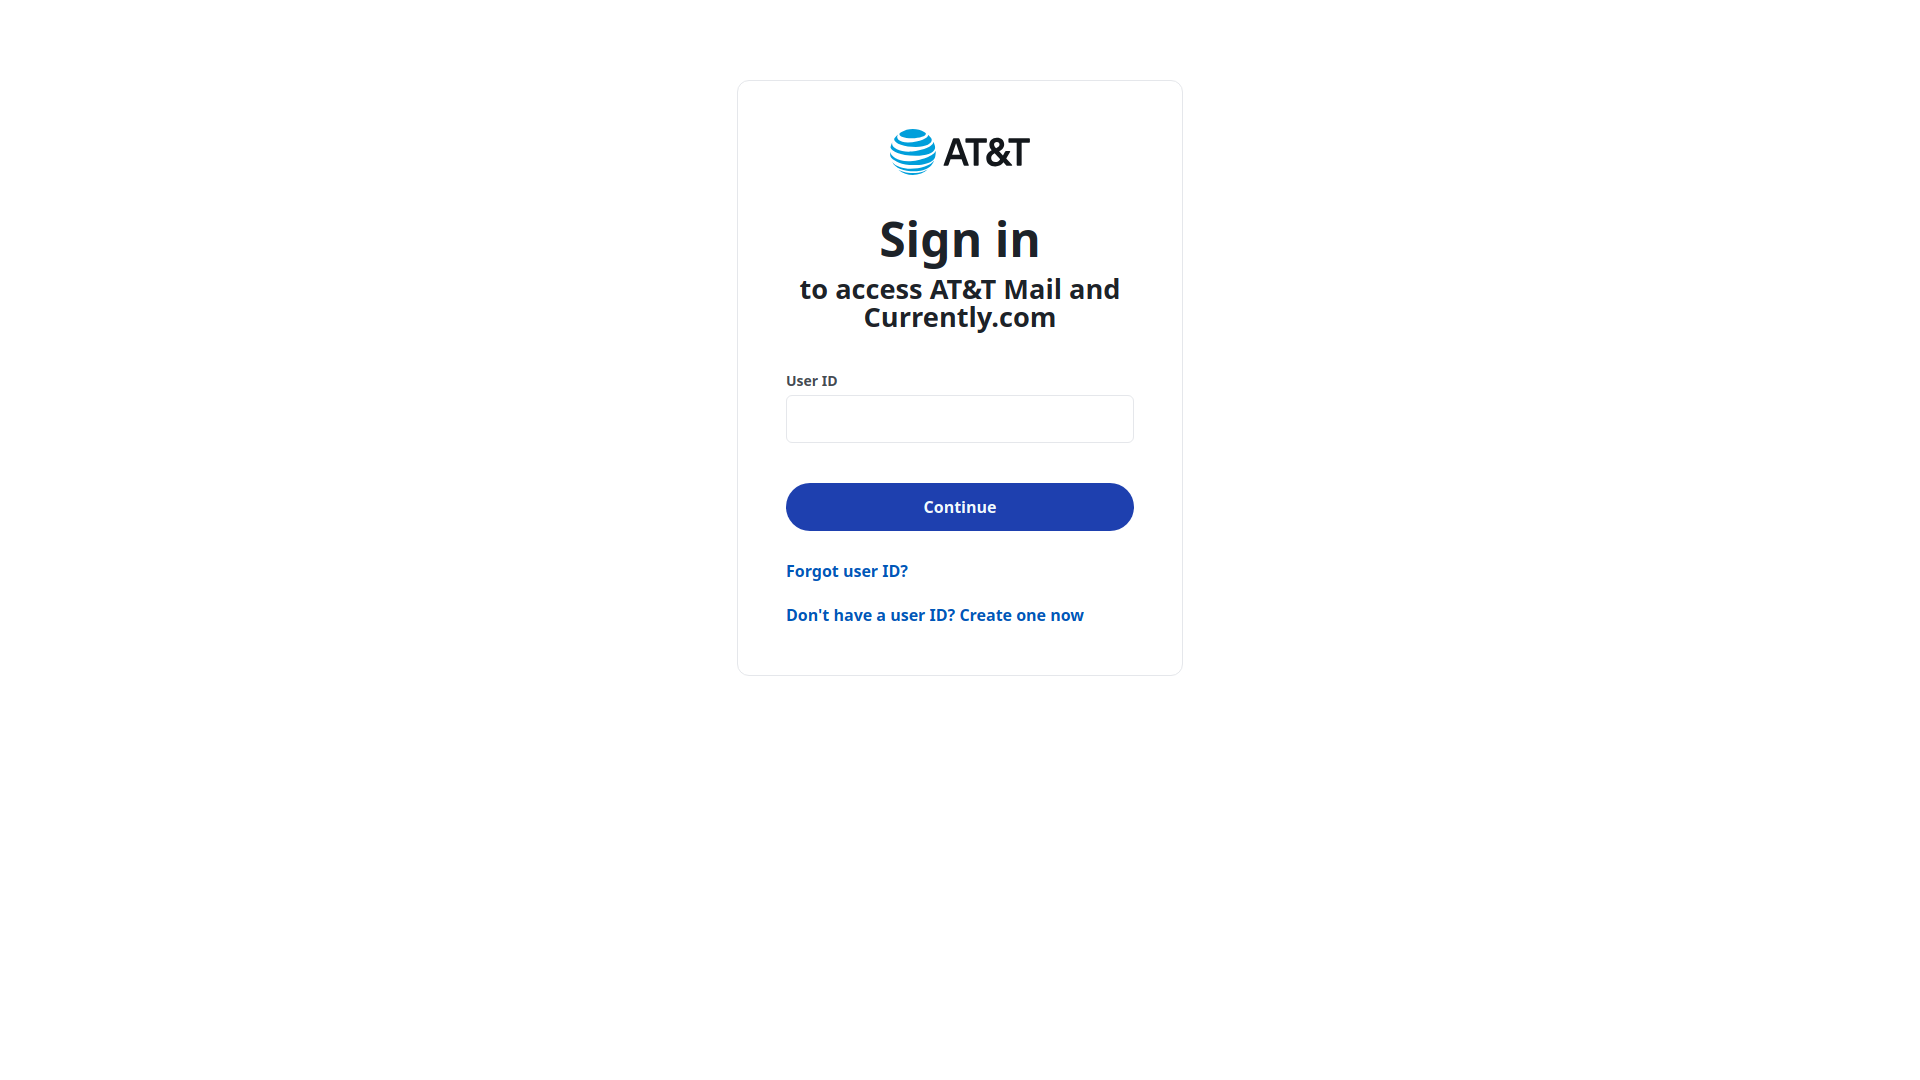 AT&T
Sign in
to access AT&T Mail and
Currently.com
User ID
Continue
Forgot user ID?
Don't have a user ID? Create one now